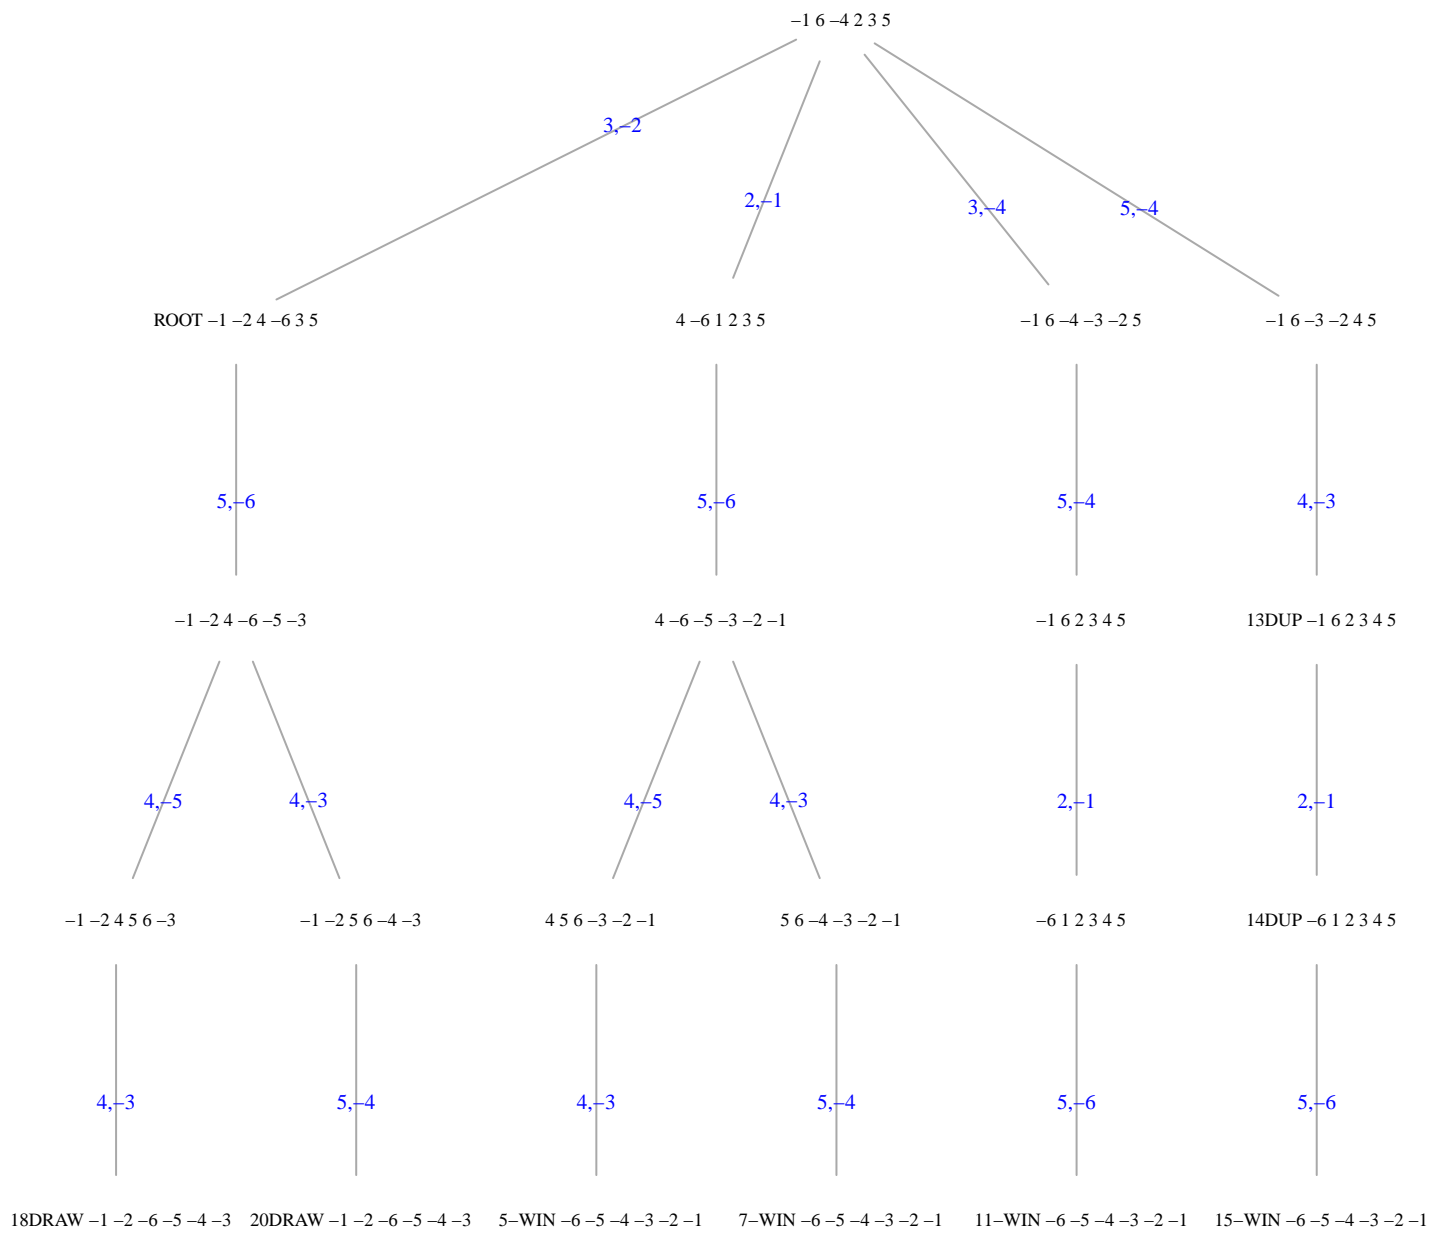 –1 6 –4 2 3 5
3,–2
2,–1
3,–4
5,–4
ROOT –1 –2 4 –6 3 5
4 –6 1 2 3 5
–1 6 –4 –3 –2 5
–1 6 –3 –2 4 5
5,–6
5,–6
5,–4
4,–3
–1 –2 4 –6 –5 –3
4 –6 –5 –3 –2 –1
–1 6 2 3 4 5
13DUP –1 6 2 3 4 5
4,–5
4,–3
4,–5
4,–3
2,–1
2,–1
–1 –2 4 5 6 –3
–1 –2 5 6 –4 –3
4 5 6 –3 –2 –1
5 6 –4 –3 –2 –1
–6 1 2 3 4 5
14DUP –6 1 2 3 4 5
4,–3
5,–4
4,–3
5,–4
5,–6
5,–6
18DRAW –1 –2 –6 –5 –4 –3
20DRAW –1 –2 –6 –5 –4 –3
5–WIN –6 –5 –4 –3 –2 –1
7–WIN –6 –5 –4 –3 –2 –1
11–WIN –6 –5 –4 –3 –2 –1
15–WIN –6 –5 –4 –3 –2 –1